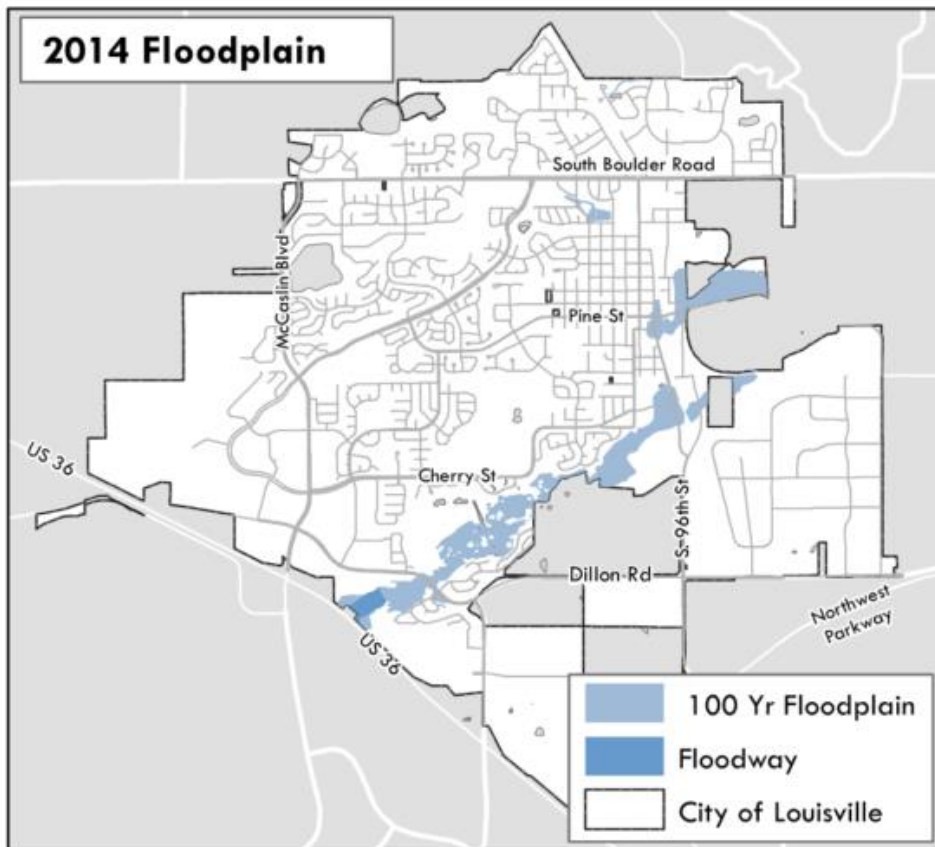 2014 Floodplain
South Boulder Road
McCaslin Blvd
Pine St
US 36
Cherry St
S. 96th St
Dillon Rd
Northwest
Parkway
US 36
100 Yr Floodplain
Floodway
City of Louisville